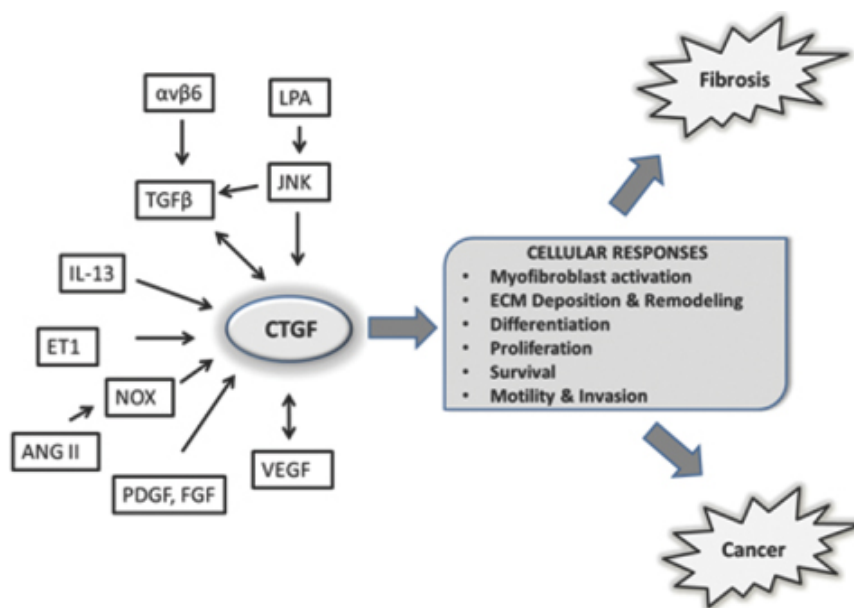 αvβ6
LPA
TGFβ
JNK
IL-13
ET1
NOX
ANG II
PDGF, FGF
VEGF
CTGF
CELLULAR RESPONSES
• Myofibroblast activation
• ECM Deposition & Remodeling
• Differentiation
• Proliferation
• Survival
• Motility & Invasion
Fibrosis
Cancer